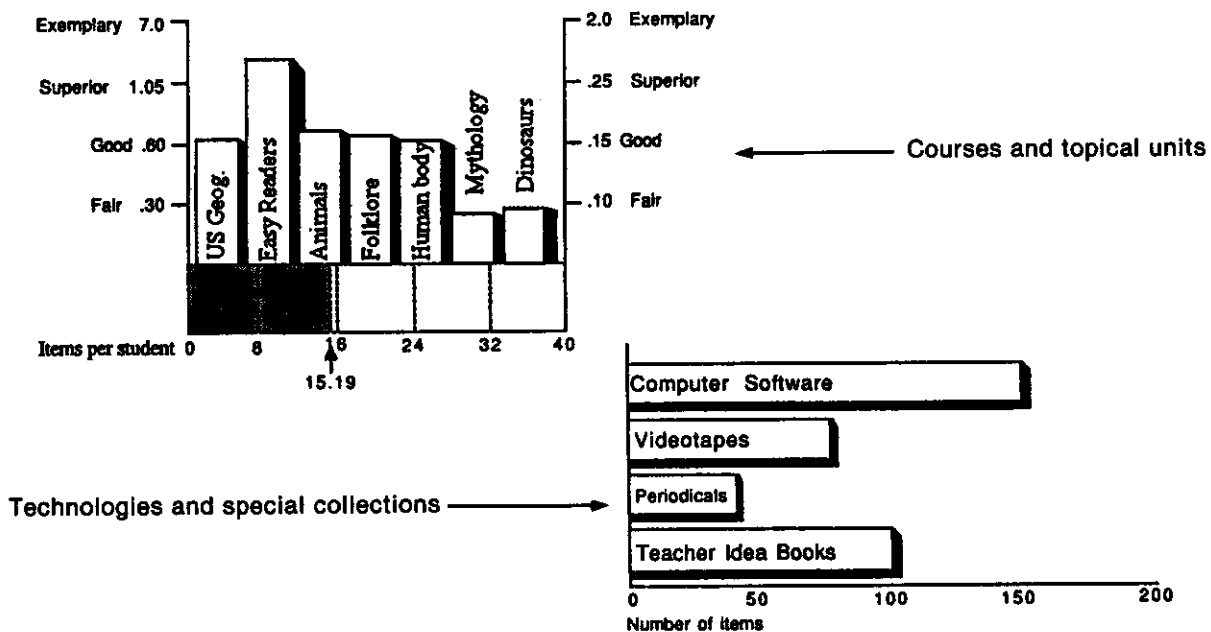 Exemplary 7.0
2.0 Exemplary
Superior 1.05
.25 Superior
Good .60
.15 Good
Fair .30
.10 Fair
US Geog.
Easy Readers
Animals
Folklore
Human body
Mythology
Dinosaurs
Courses and topical units
Items per student 0 8 16 24 32 40
15.19
Technologies and special collections
Computer Software
Videotapes
Periodicals
Teacher Idea Books
0 50 100 150 200
Number of items